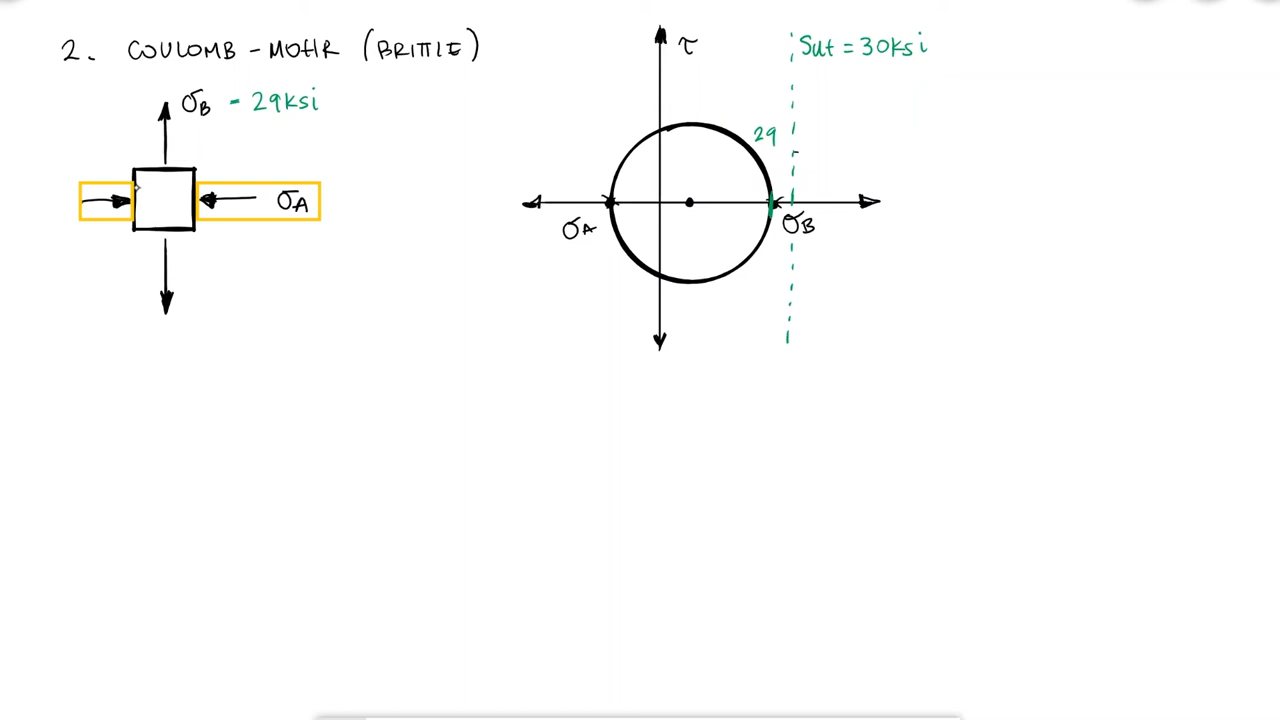 2. COULOMB - MOHR (BRITTLE)
σB - 29ksi
σA
τ
Sut = 30ksi
29
σA
σB